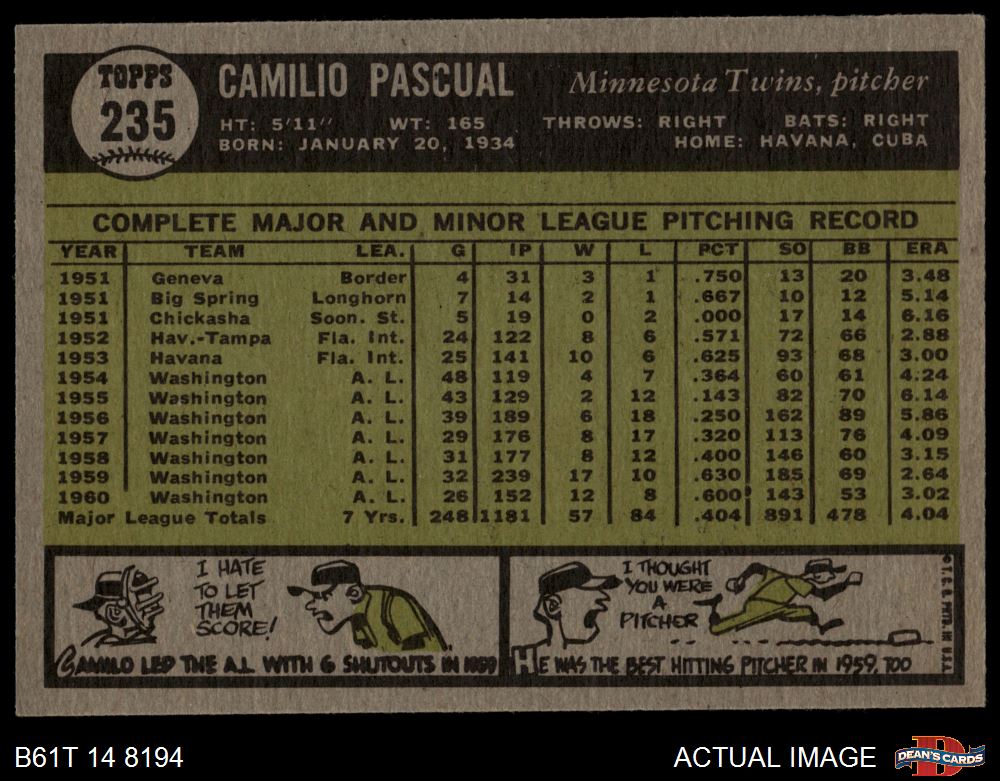 TOPPS
235
CAMILIO PASCUAL
Minnesota Twins, pitcher
HT: 5'11" WT: 165 THROWS: RIGHT BATS: RIGHT
BORN: JANUARY 20, 1934 HOME: HAVANA, CUBA
COMPLETE MAJOR AND MINOR LEAGUE PITCHING RECORD
YEAR TEAM LEA. G IP W L PCT SO BB ERA
1951 Geneva Border 4 31 3 1 .750 13 20 3.48
1951 Big Spring Longhorn 7 14 2 1 .667 10 12 5.14
1951 Chickasha Soon. St. 5 19 0 2 .000 17 14 6.16
1952 Hav.-Tampa Fla. Int. 24 122 8 6 .571 72 66 2.88
1953 Havana Fla. Int. 25 141 10 6 .625 93 68 3.00
1954 Washington A. L. 48 119 4 7 .364 60 61 4.24
1955 Washington A. L. 43 129 2 12 .143 82 70 6.14
1956 Washington A. L. 39 189 6 18 .250 162 89 5.86
1957 Washington A. L. 29 176 8 17 .320 113 76 4.09
1958 Washington A. L. 31 177 8 12 .400 146 60 3.15
1959 Washington A. L. 32 239 17 10 .630 185 69 2.64
1960 Washington A. L. 26 152 12 8 .600 143 53 3.02
Major League Totals 7 Yrs. 248 1181 57 84 .404 891 478 4.04
I HATE
TO LET
THEM
SCORE!
CAMILO LED THE A.L. WITH 6 SHUTOUTS IN 1959
I THOUGHT
YOU WERE
A
PITCHER
HE WAS THE BEST HITTING PITCHER IN 1959, TOO
©T. C. G. PRTD. IN U.S.A.
B61T 14 8194
ACTUAL IMAGE
D
DEAN'S CARDS